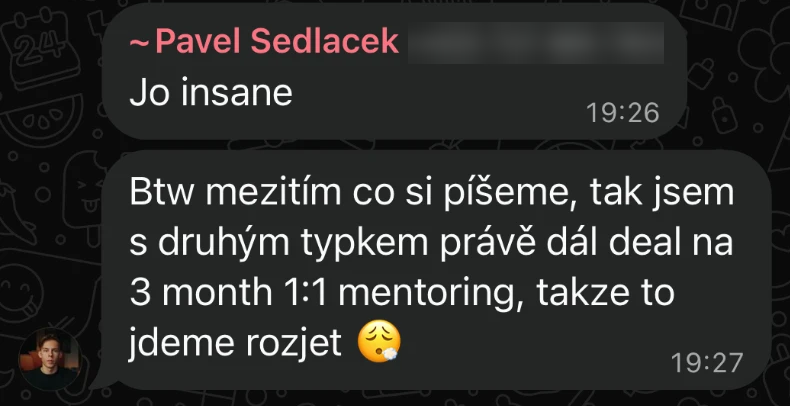 ~Pavel Sedlacek
Jo insane
19:26
Btw mezitím co si píšeme, tak jsem
s druhým typkem právě dál deal na
3 month 1:1 mentoring, takze to
jdeme rozjet 😮‍💨
19:27
24